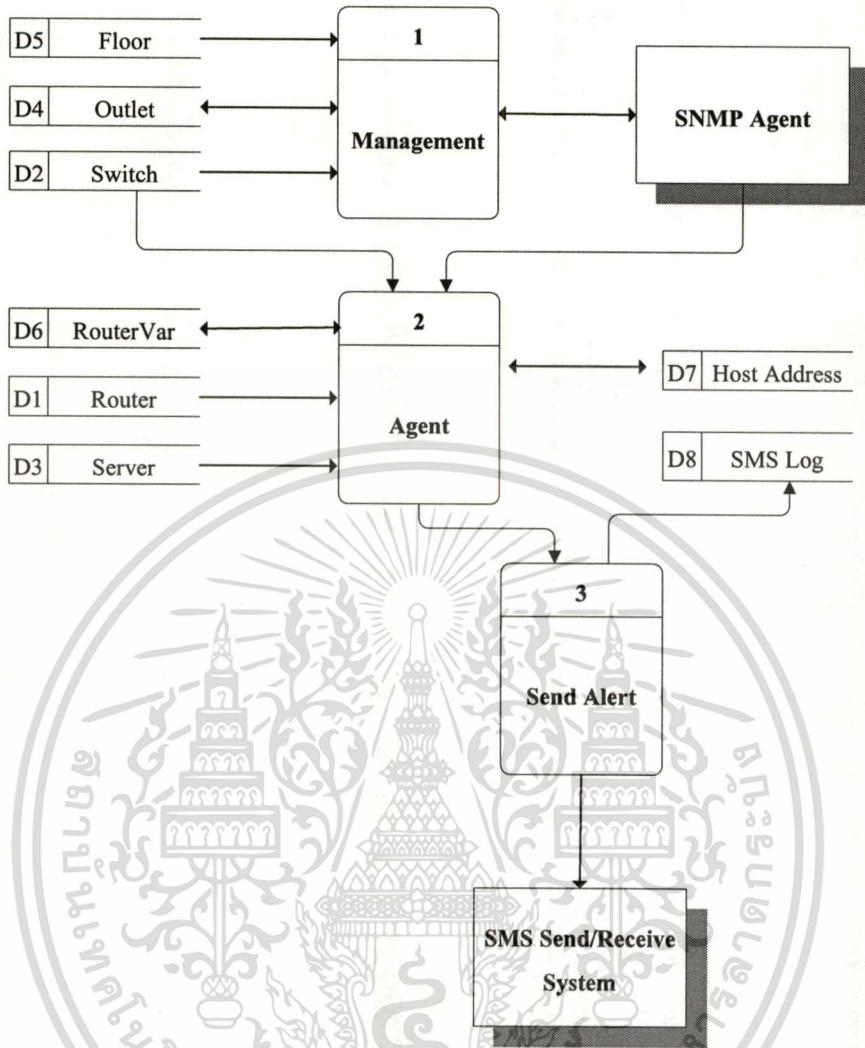 D5 Floor
1
D4 Outlet
Management
SNMP Agent
D2 Switch
D6 RouterVar
2
D7 Host Address
D1 Router
Agent
D3 Server
D8 SMS Log
3
Send Alert
SMS Send/Receive
System